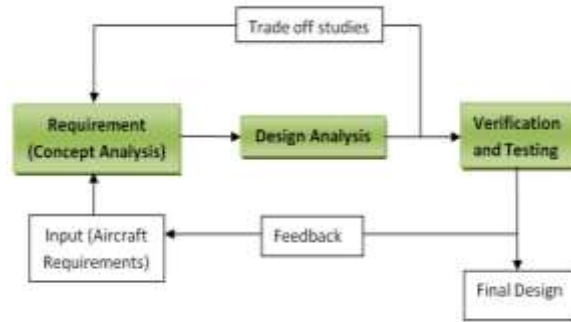 Trade off studies
Requirement
(Concept Analysis)
Design Analysis
Verification
and Testing
Input (Aircraft
Requirements)
Feedback
Final Design